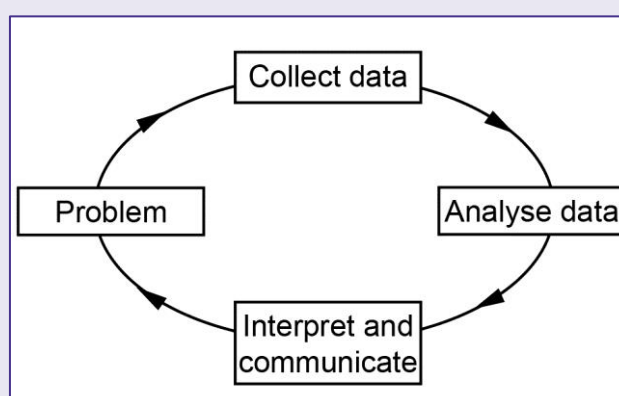 Collect data
Problem
Analyse data
Interpret and
communicate